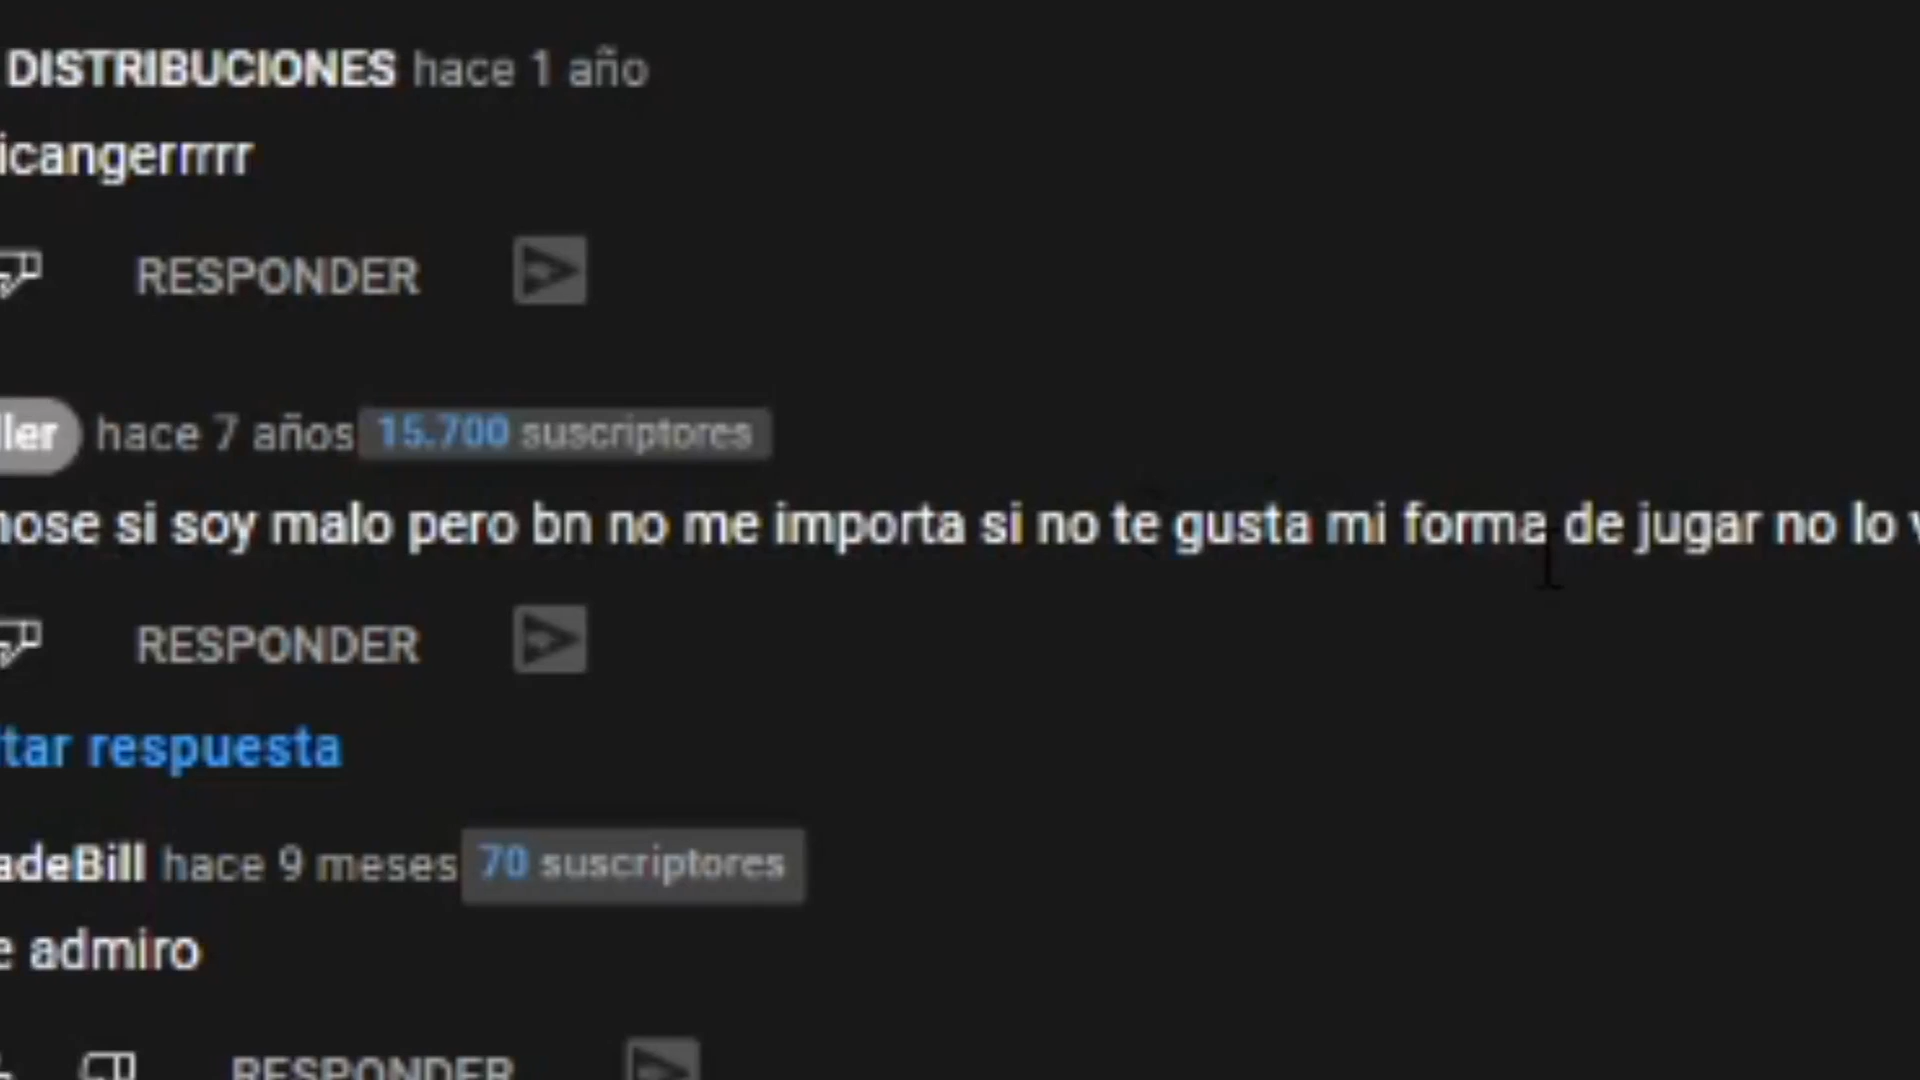 DISTRIBUCIONES hace 1 año
icangerrrrr
RESPONDER
ller hace 7 años 15.700 suscriptores
nose si soy malo pero bn no me importa si no te gusta mi forma de jugar no lo v
RESPONDER
tar respuesta
adeBill hace 9 meses 70 suscriptores
e admiro
RESPONDER